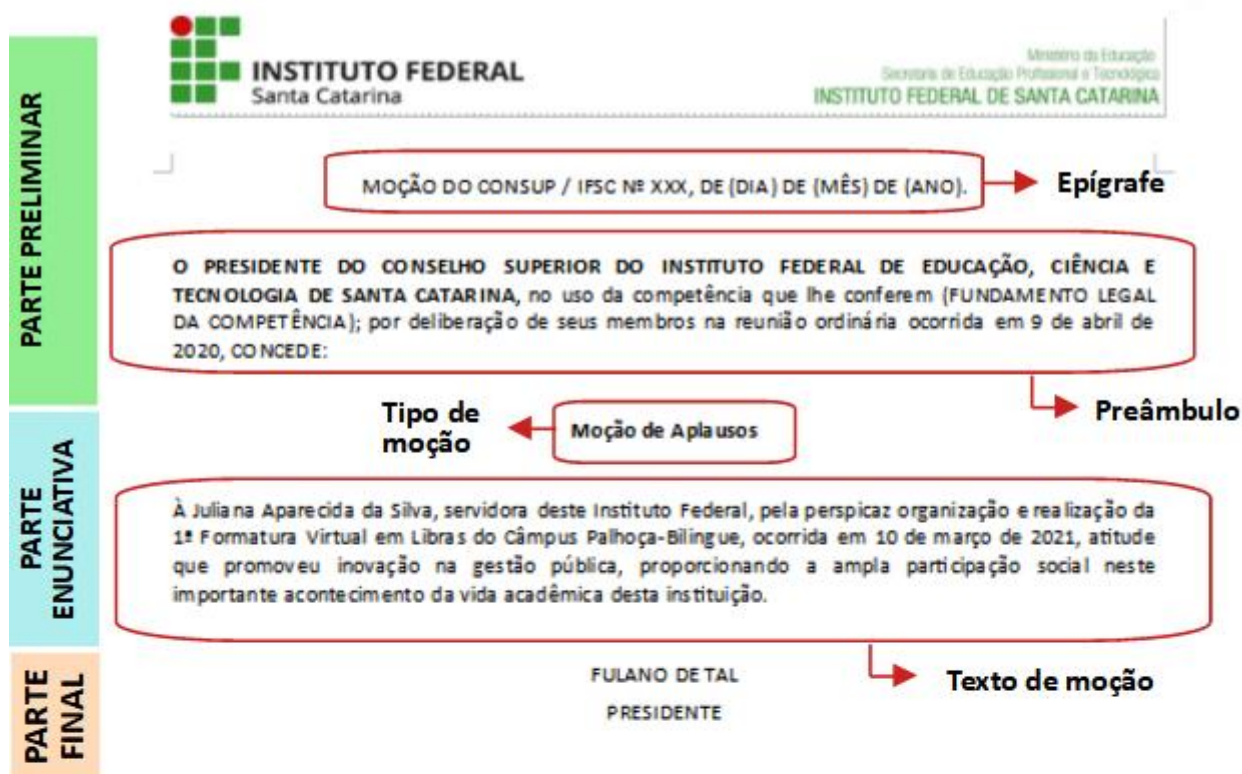 INSTITUTO FEDERAL
Santa Catarina
Ministério da Educação
Secretaria de Educação Profissional e Tecnológica
INSTITUTO FEDERAL DE SANTA CATARINA
PARTE PRELIMINAR
MOÇÃO DO CONSUP / IFSC Nº XXX, DE (DIA) DE (MÊS) DE (ANO).
Epígrafe
O PRESIDENTE DO CONSELHO SUPERIOR DO INSTITUTO FEDERAL DE EDUCAÇÃO, CIÊNCIA E
TECNOLOGIA DE SANTA CATARINA, no uso da competência que lhe conferem (FUNDAMENTO LEGAL
DA COMPETÊNCIA); por deliberação de seus membros na reunião ordinária ocorrida em 9 de abril de
2020, CONCEDE:
Preâmbulo
PARTE
ENUNCIATIVA
Tipo de
moção
Moção de Aplausos
À Juliana Aparecida da Silva, servidora deste Instituto Federal, pela perspicaz organização e realização da
1ª Formatura Virtual em Libras do Câmpus Palhoça-Bilingue, ocorrida em 10 de março de 2021, atitude
que promoveu inovação na gestão pública, proporcionando a ampla participação social neste
importante acontecimento da vida acadêmica desta instituição.
Texto de moção
PARTE
FINAL
FULANO DE TAL
PRESIDENTE